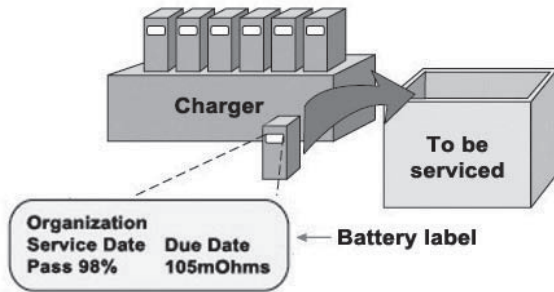 Charger
To be
serviced
Organization
Service Date Due Date
Pass 98% 105mOhms
Battery label